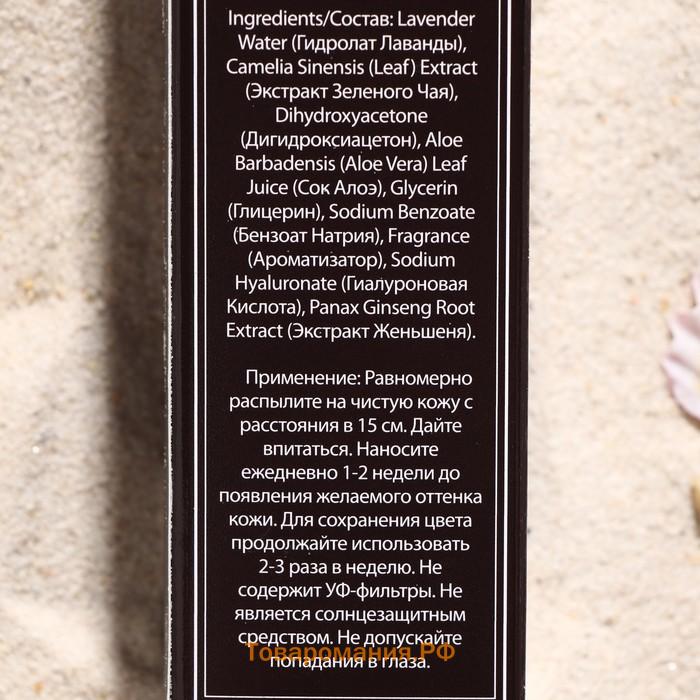 Ingredients/Состав: Lavender
Water (Гидролат Лаванды),
Camelia Sinensis (Leaf) Extract
(Экстракт Зеленого Чая),
Dihydroxyacetone
(Дигидроксиацетон), Aloe
Barbadensis (Aloe Vera) Leaf
Juice (Сок Алоэ), Glycerin
(Глицерин), Sodium Benzoate
(Бензоат Натрия), Fragrance
(Ароматизатор), Sodium
Hyaluronate (Гиалуроновая
Кислота), Panax Ginseng Root
Extract (Экстракт Женьшеня).
Применение: Равномерно
распылите на чистую кожу с
расстояния в 15 см. Дайте
впитаться. Наносите
ежедневно 1-2 недели до
появления желаемого оттенка
кожи. Для сохранения цвета
продолжайте использовать
2-3 раза в неделю. Не
содержит УФ-фильтры. Не
является солнцезащитным
средством. Не допускайте
Товаромания.РФ
попадания в глаза.